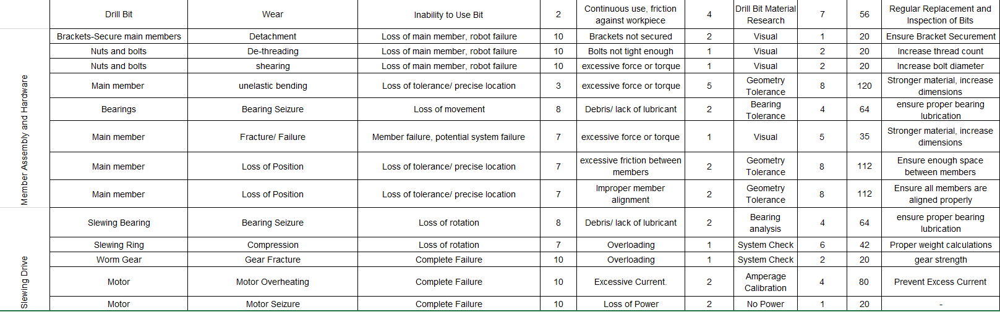 Drill Bit Wear Inability to Use Bit 2 Continuous use, friction against workpiece 4 Drill Bit Material Research 7 56 Regular Replacement and Inspection of Bits
Member Assembly and Hardware
Brackets-Secure main members Detachment Loss of main member, robot failure 10 Brackets not secured 2 Visual 1 20 Ensure Bracket Securement
Nuts and bolts De-threading Loss of main member, robot failure 10 Bolts not tight enough 1 Visual 2 20 Increase thread count
Nuts and bolts shearing Loss of main member, robot failure 10 excessive force or torque 1 Visual 2 20 Increase bolt diameter
Main member unelastic bending Loss of tolerance/ precise location 3 excessive force or torque 5 Geometry Tolerance 8 120 Stronger material, increase dimensions
Bearings Bearing Seizure Loss of movement 8 Debris/ lack of lubricant 2 Bearing Tolerance 4 64 ensure proper bearing lubrication
Main member Fracture/ Failure Member failure, potential system failure 7 excessive force or torque 1 Visual 5 35 Stronger material, increase dimensions
Main member Loss of Position Loss of tolerance/ precise location 7 excessive friction between members 2 Geometry Tolerance 8 112 Ensure enough space between members
Main member Loss of Position Loss of tolerance/ precise location 7 Improper member alignment 2 Geometry Tolerance 8 112 Ensure all members are aligned properly
Slewing Drive
Slewing Bearing Bearing Seizure Loss of rotation 8 Debris/ lack of lubricant 2 Bearing analysis 4 64 ensure proper bearing lubrication
Slewing Ring Compression Loss of rotation 7 Overloading 1 System Check 6 42 Proper weight calculations
Worm Gear Gear Fracture Complete Failure 10 Overloading 1 System Check 2 20 gear strength
Motor Motor Overheating Complete Failure 10 Excessive Current. 2 Amperage Calibration 4 80 Prevent Excess Current
Motor Motor Seizure Complete Failure 10 Loss of Power 2 No Power 1 20 -